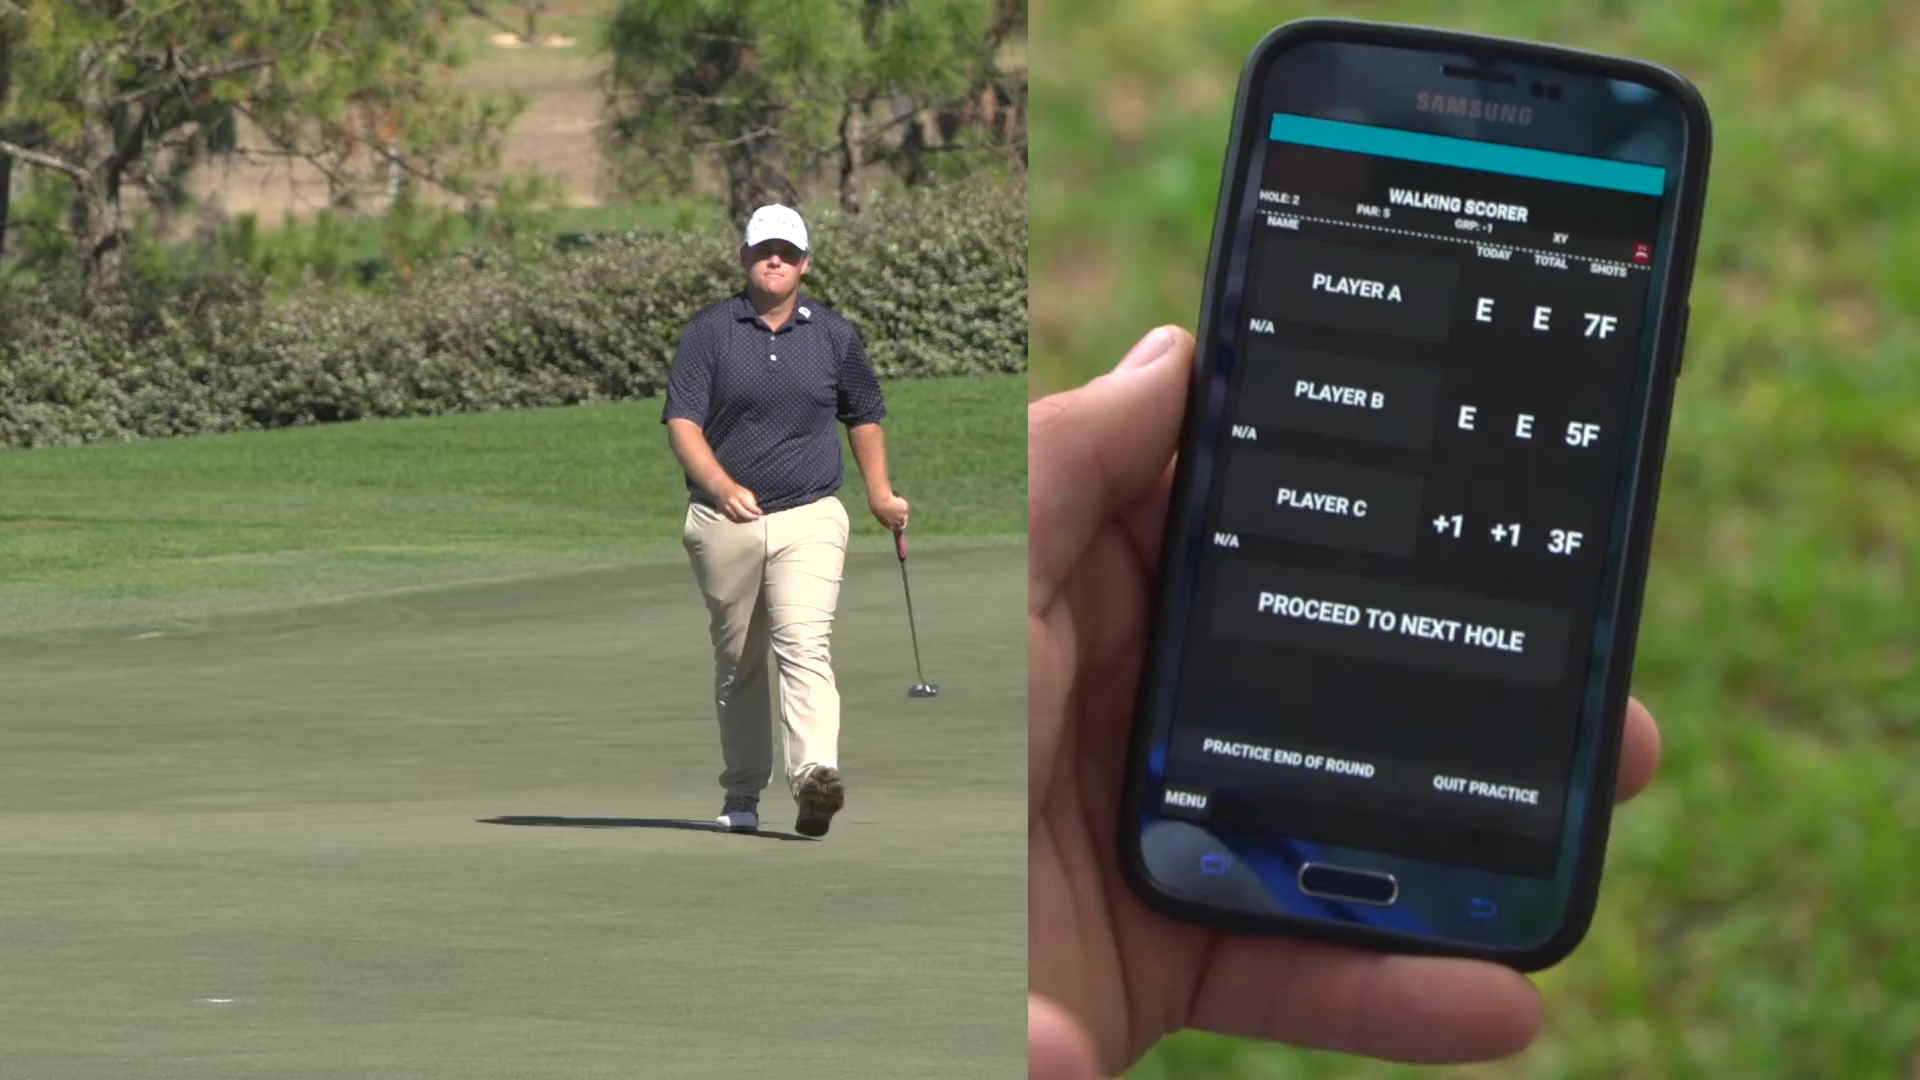 SAMSUNG
WALKING SCORER
HOLE: 2 PAR: 5 GRP: -1 XY
NAME TODAY TOTAL SHOTS
PLAYER A E E 7F
N/A
PLAYER B E E 5F
N/A
PLAYER C +1 +1 3F
N/A
PROCEED TO NEXT HOLE
PRACTICE END OF ROUND QUIT PRACTICE
MENU